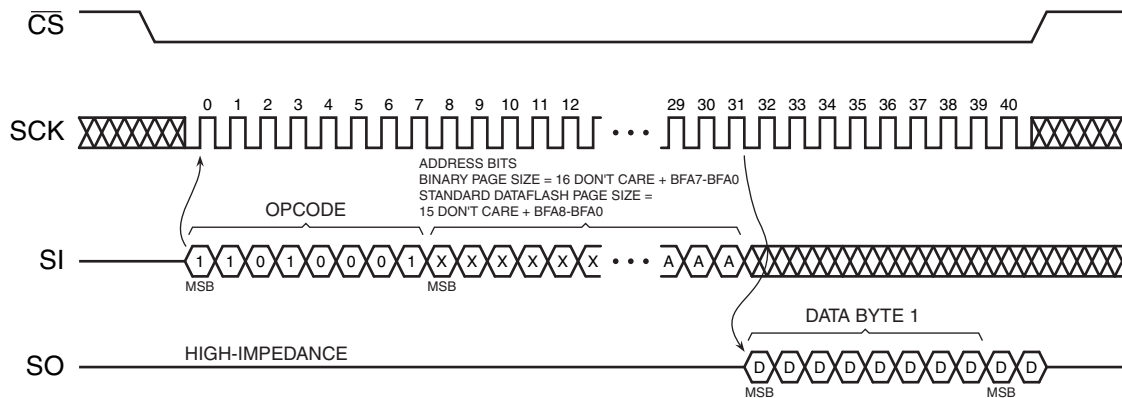 CS
SCK
0 1 2 3 4 5 6 7 8 9 10 11 12 29 30 31 32 33 34 35 36 37 38 39 40
ADDRESS BITS
BINARY PAGE SIZE = 16 DON'T CARE + BFA7-BFA0
STANDARD DATAFLASH PAGE SIZE =
15 DON'T CARE + BFA8-BFA0
OPCODE
SI
1 1 0 1 0 0 0 1 X X X X X X A A A
MSB MSB
DATA BYTE 1
HIGH-IMPEDANCE
SO
D D D D D D D D D D
MSB MSB